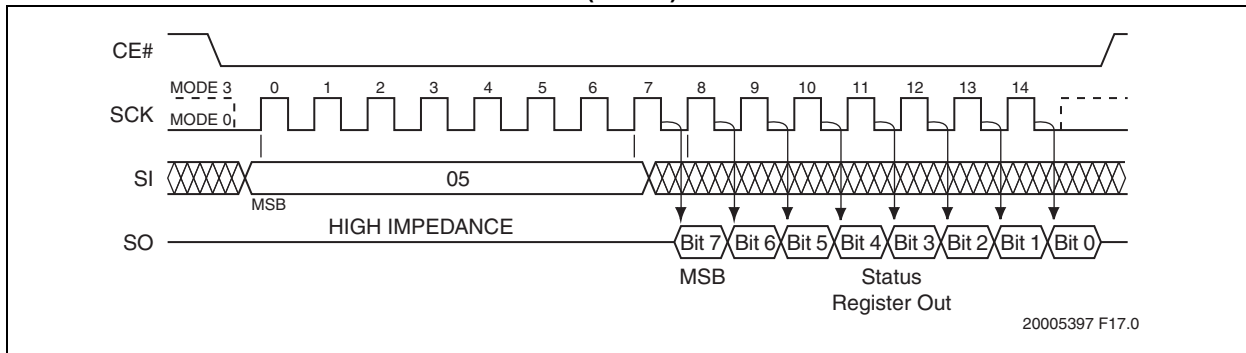 CE#
MODE 3 0 1 2 3 4 5 6 7 8 9 10 11 12 13 14
SCK
MODE 0
SI 05
MSB
HIGH IMPEDANCE
SO Bit 7 Bit 6 Bit 5 Bit 4 Bit 3 Bit 2 Bit 1 Bit 0
MSB Status
Register Out
20005397 F17.0